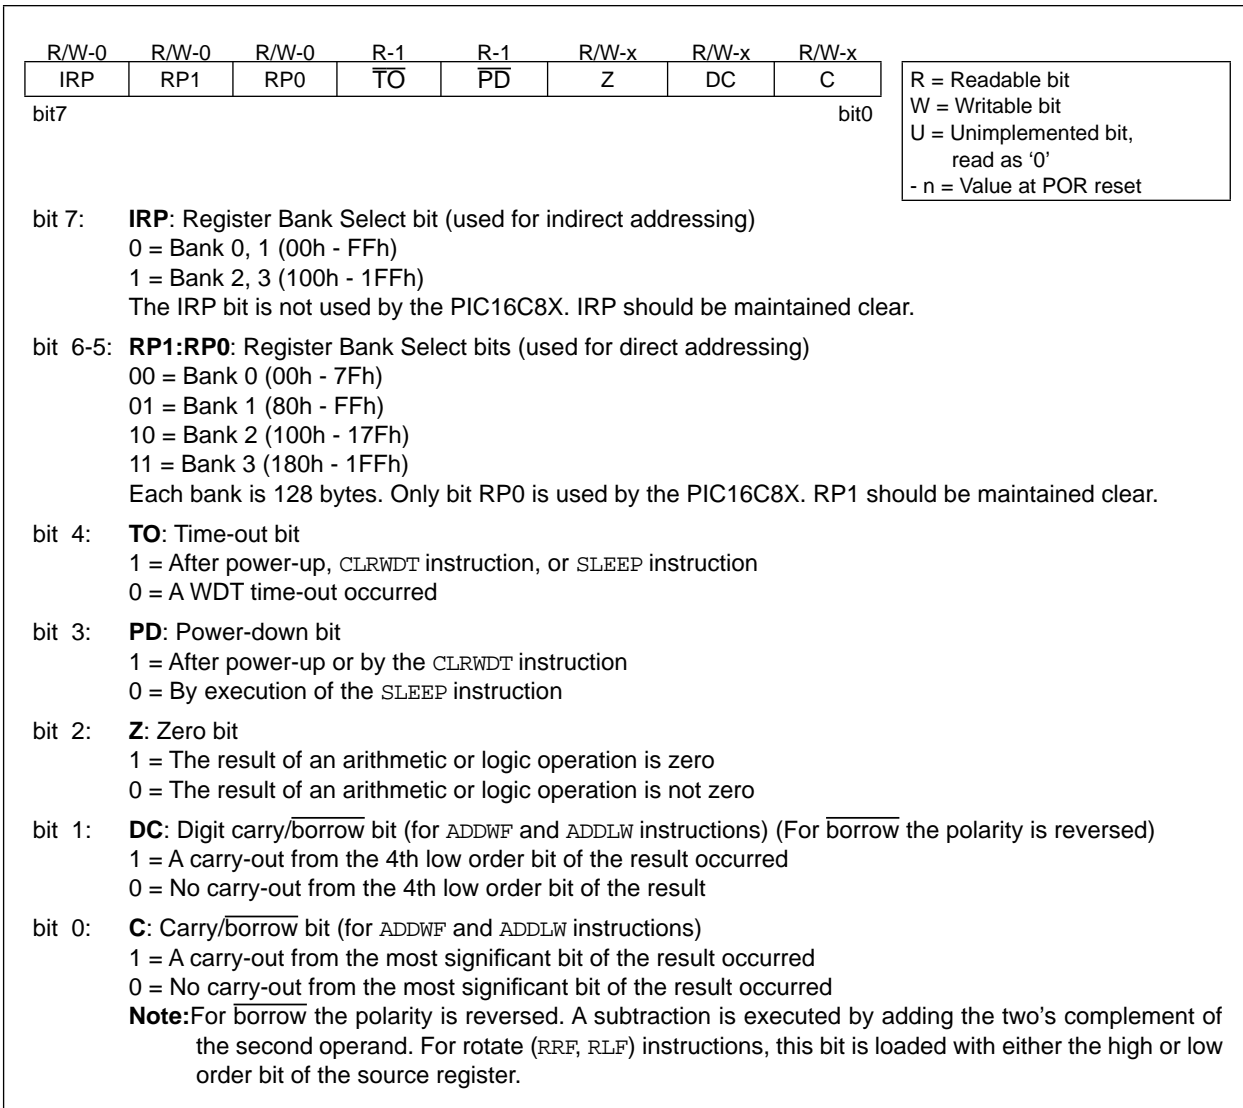 R/W-0 R/W-0 R/W-0 R-1 R-1 R/W-x R/W-x R/W-x
IRP RP1 RP0 T̅O̅ P̅D̅ Z DC C
bit7 bit0
R = Readable bit
W = Writable bit
U = Unimplemented bit,
read as ‘0’
- n = Value at POR reset
bit 7: IRP: Register Bank Select bit (used for indirect addressing)
0 = Bank 0, 1 (00h - FFh)
1 = Bank 2, 3 (100h - 1FFh)
The IRP bit is not used by the PIC16C8X. IRP should be maintained clear.
bit 6-5: RP1:RP0: Register Bank Select bits (used for direct addressing)
00 = Bank 0 (00h - 7Fh)
01 = Bank 1 (80h - FFh)
10 = Bank 2 (100h - 17Fh)
11 = Bank 3 (180h - 1FFh)
Each bank is 128 bytes. Only bit RP0 is used by the PIC16C8X. RP1 should be maintained clear.
bit 4: TO: Time-out bit
1 = After power-up, CLRWDT instruction, or SLEEP instruction
0 = A WDT time-out occurred
bit 3: PD: Power-down bit
1 = After power-up or by the CLRWDT instruction
0 = By execution of the SLEEP instruction
bit 2: Z: Zero bit
1 = The result of an arithmetic or logic operation is zero
0 = The result of an arithmetic or logic operation is not zero
bit 1: DC: Digit carry/b̅o̅r̅r̅o̅w̅ bit (for ADDWF and ADDLW instructions) (For b̅o̅r̅r̅o̅w̅ the polarity is reversed)
1 = A carry-out from the 4th low order bit of the result occurred
0 = No carry-out from the 4th low order bit of the result
bit 0: C: Carry/b̅o̅r̅r̅o̅w̅ bit (for ADDWF and ADDLW instructions)
1 = A carry-out from the most significant bit of the result occurred
0 = No carry-out from the most significant bit of the result occurred
Note:For b̅o̅r̅r̅o̅w̅ the polarity is reversed. A subtraction is executed by adding the two’s complement of
the second operand. For rotate (RRF, RLF) instructions, this bit is loaded with either the high or low
order bit of the source register.